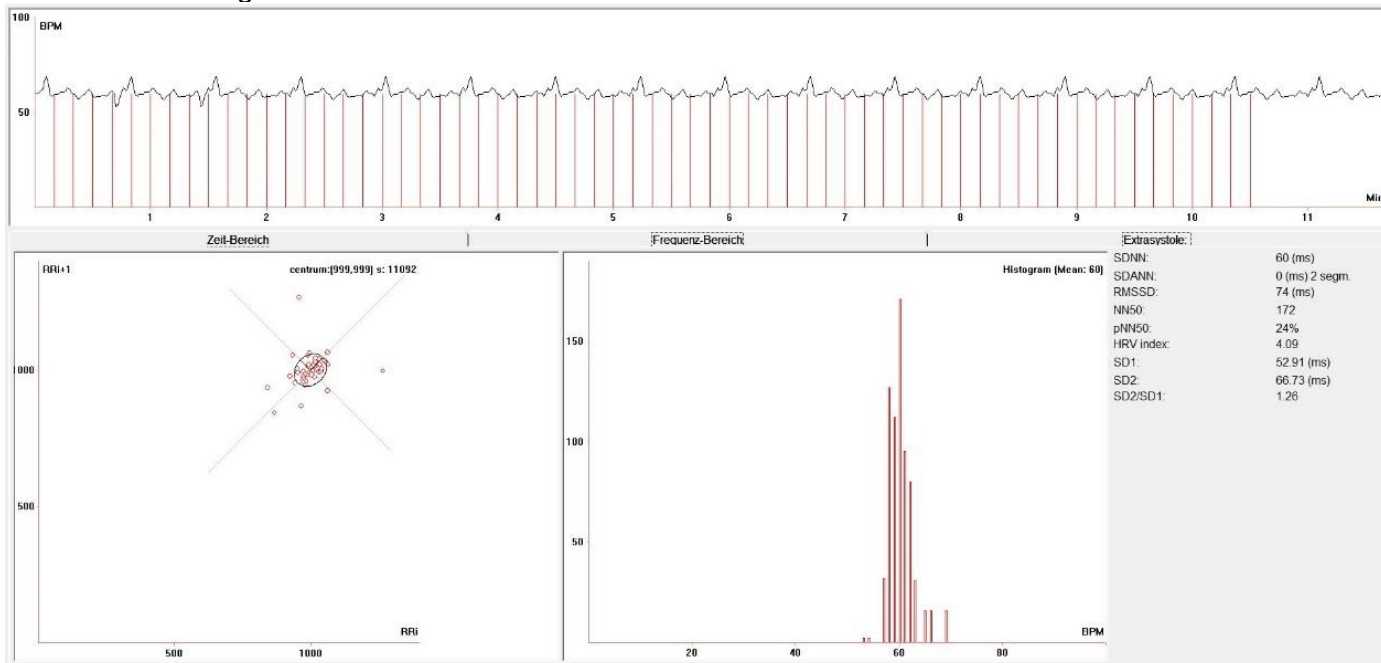 100
BPM
50
1 2 3 4 5 6 7 8 9 10 11
Min
Zeit-Bereich Frequenz-Bereich Extrasystole:
RRi+1
centrum:(999,999) s: 11092
1000
500
RRi
500 1000
Histogram (Mean: 60)
150
100
50
BPM
20 40 60 80
SDNN: 60 (ms)
SDANN: 0 (ms) 2 segm.
RMSSD: 74 (ms)
NN50: 172
pNN50: 24%
HRV index: 4.09
SD1: 52.91 (ms)
SD2: 66.73 (ms)
SD2/SD1: 1.26